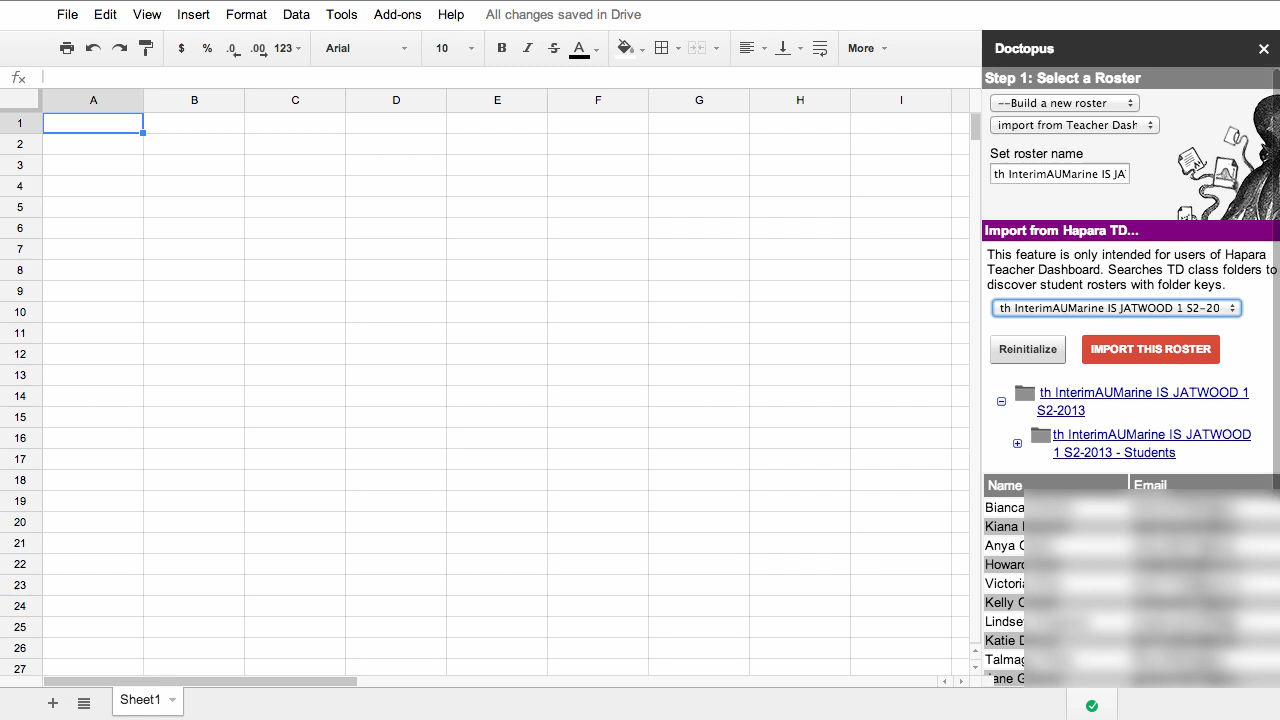 File Edit View Insert Format Data Tools Add-ons Help All changes saved in Drive
$ % .0 .00 123 Arial 10 B I S A More
Doctopus
fx
Step 1: Select a Roster
A B C D E F G H I
--Build a new roster
import from Teacher Dash
Set roster name
th InterimAUMarine IS JA
Import from Hapara TD...
This feature is only intended for users of Hapara
Teacher Dashboard. Searches TD class folders to
discover student rosters with folder keys.
th InterimAUMarine IS JATWOOD 1 S2-20
Reinitialize IMPORT THIS ROSTER
th InterimAUMarine IS JATWOOD 1
S2-2013
th InterimAUMarine IS JATWOOD
1 S2-2013 - Students
Name Email
Bianca
Kiana
Anya
Howard
Victoria
Kelly
Lindsey
Katie
Talmag
Jane G
1
2
3
4
5
6
7
8
9
10
11
12
13
14
15
16
17
18
19
20
21
22
23
24
25
26
27
Sheet1